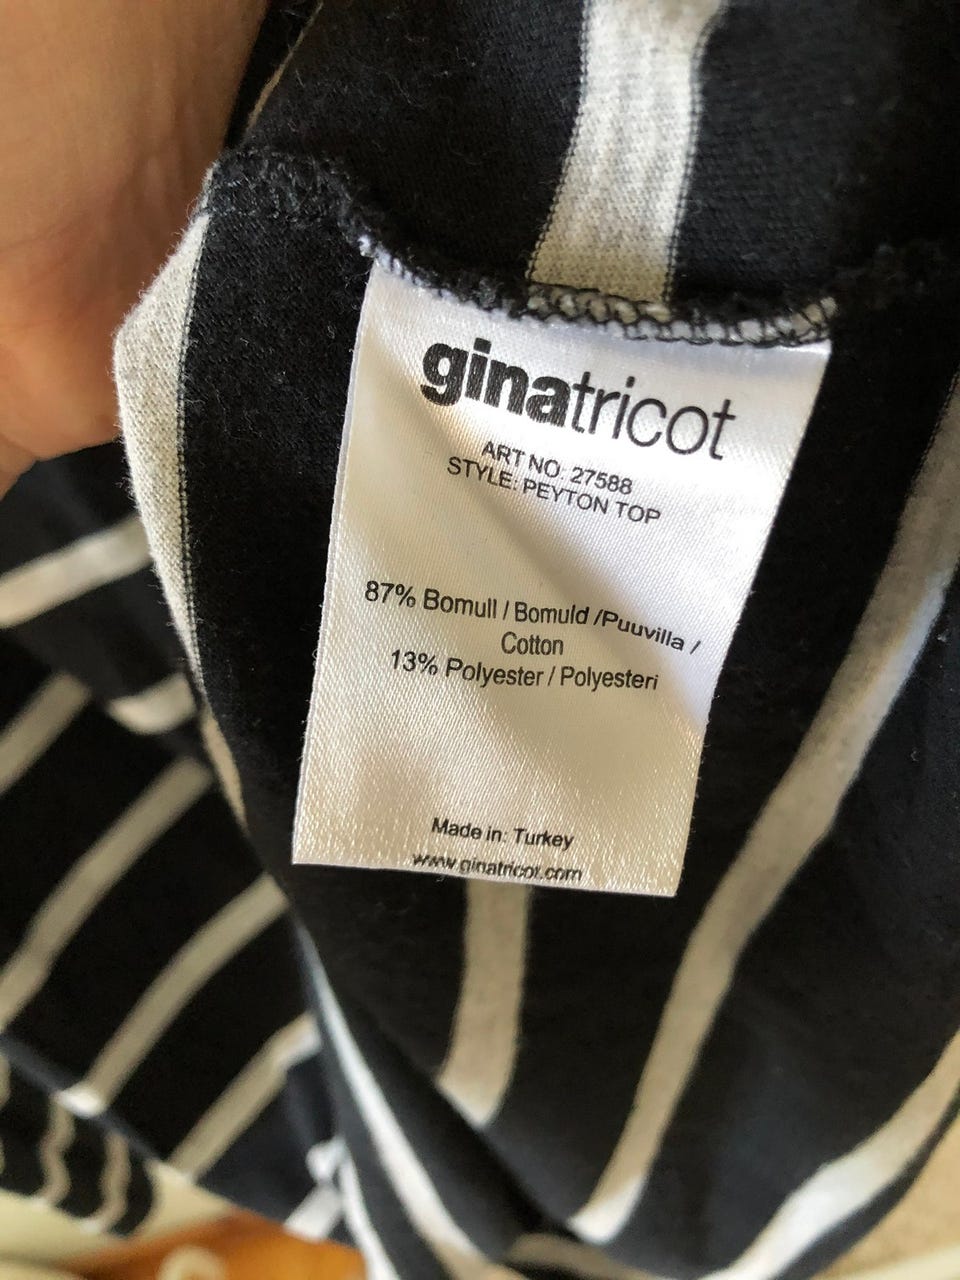 ginatricot
ART NO: 27588
STYLE: PEYTON TOP
87% Bomull / Bomuld /Puuvilla /
Cotton
13% Polyester / Polyesteri
Made in: Turkey
www.ginatricot.com